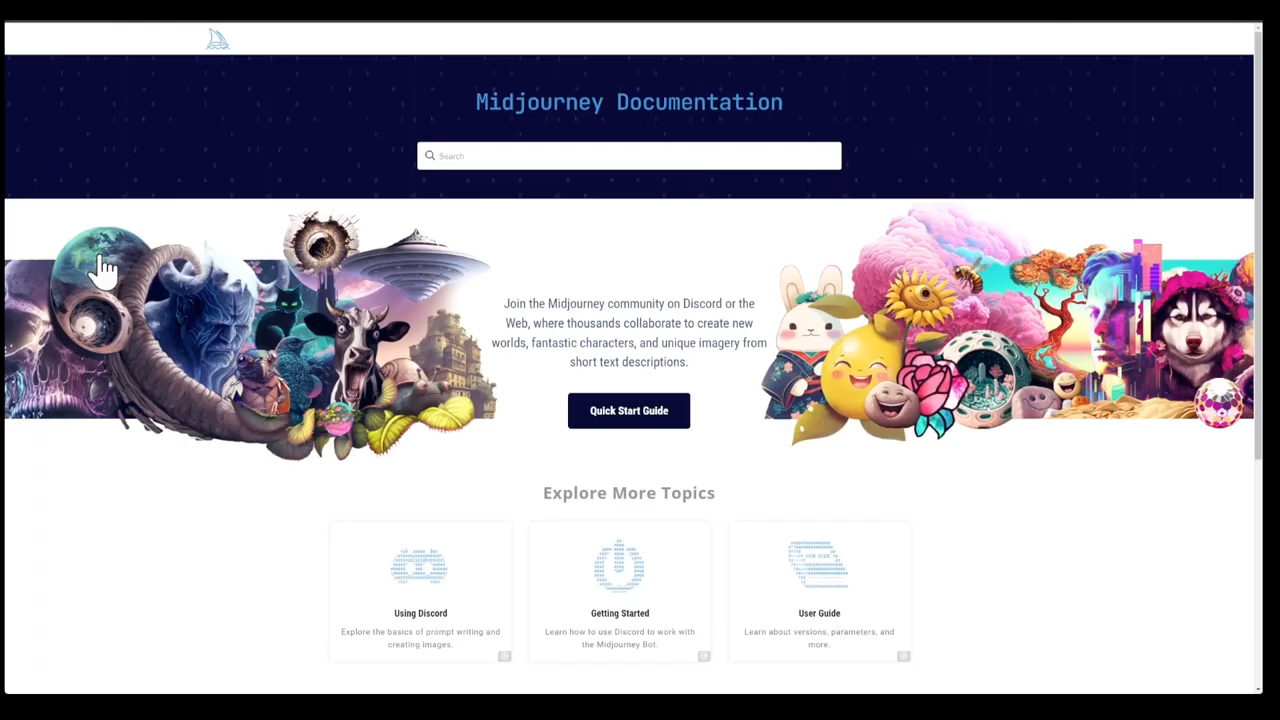 Midjourney Documentation
Search
Join the Midjourney community on Discord or the
Web, where thousands collaborate to create new
worlds, fantastic characters, and unique imagery from
short text descriptions.
Quick Start Guide
Explore More Topics
Using Discord
Explore the basics of prompt writing and
creating images.
Getting Started
Learn how to use Discord to work with
the Midjourney Bot.
User Guide
Learn about versions, parameters, and
more.